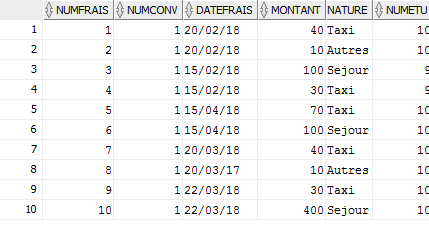 NUMFRAIS NUMCONV DATEFRAIS MONTANT NATURE NUMETU
1 1 1 20/02/18 40 Taxi 10
2 2 1 20/02/18 10 Autres 10
3 3 1 15/02/18 100 Sejour 9
4 4 1 15/02/18 30 Taxi 9
5 5 1 15/04/18 70 Taxi 10
6 6 1 15/04/18 100 Sejour 10
7 7 1 20/03/18 40 Taxi 10
8 8 1 20/03/17 10 Autres 10
9 9 1 22/03/18 30 Taxi 10
10 10 1 22/03/18 400 Sejour 10